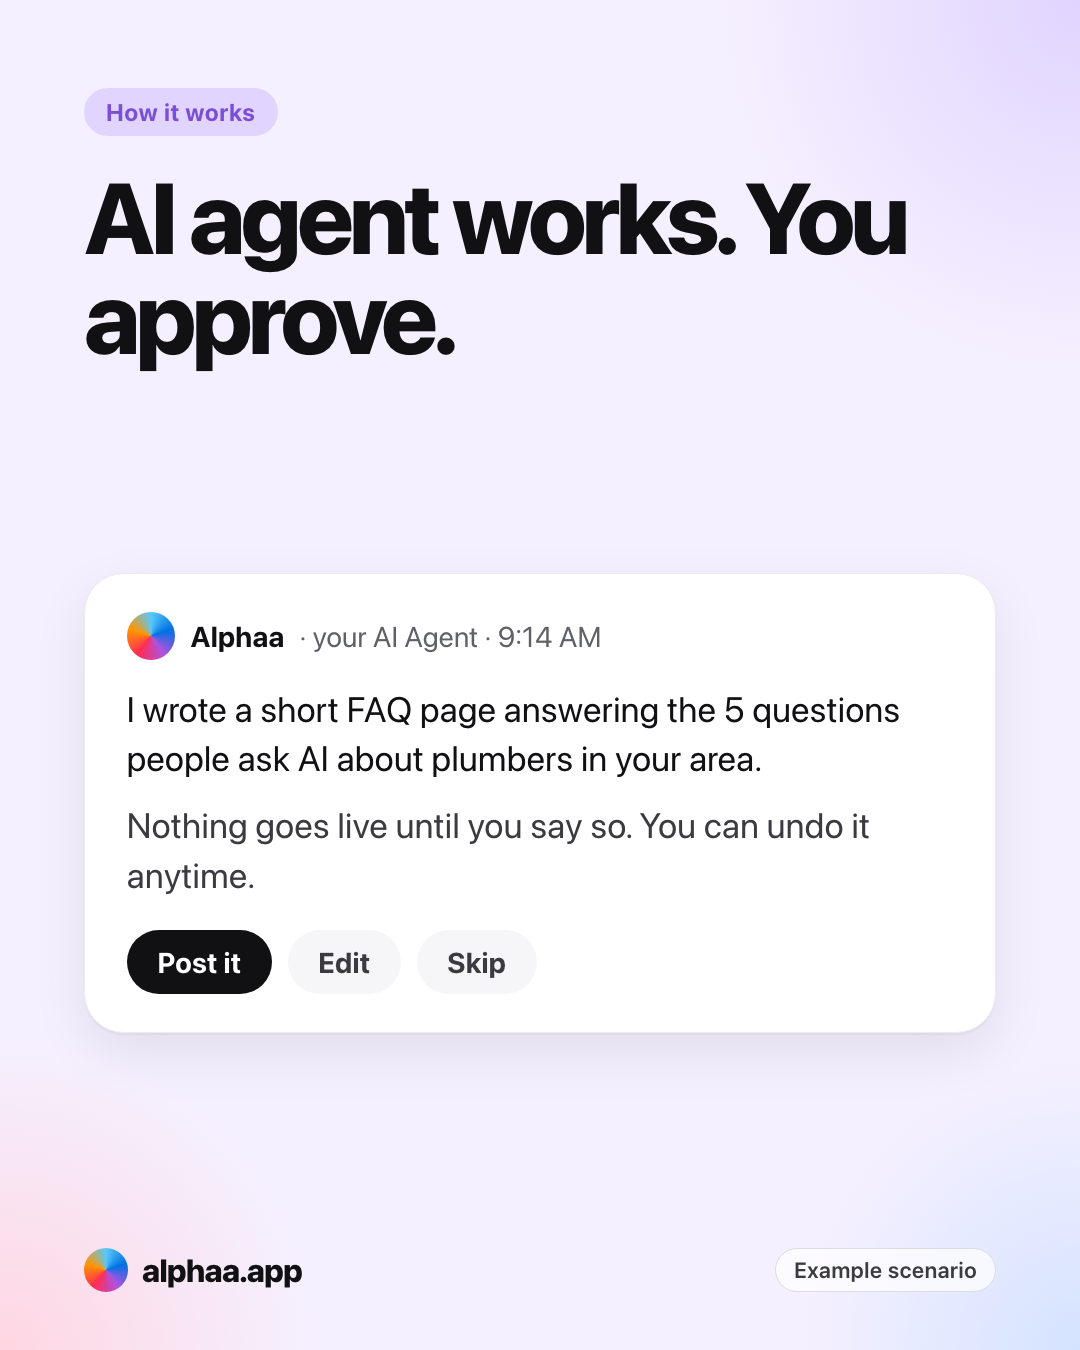 How it works
AI agent works. You
approve.
Alphaa · your AI Agent · 9:14 AM
I wrote a short FAQ page answering the 5 questions
people ask AI about plumbers in your area.
Nothing goes live until you say so. You can undo it
anytime.
Post it Edit Skip
alphaa.app Example scenario